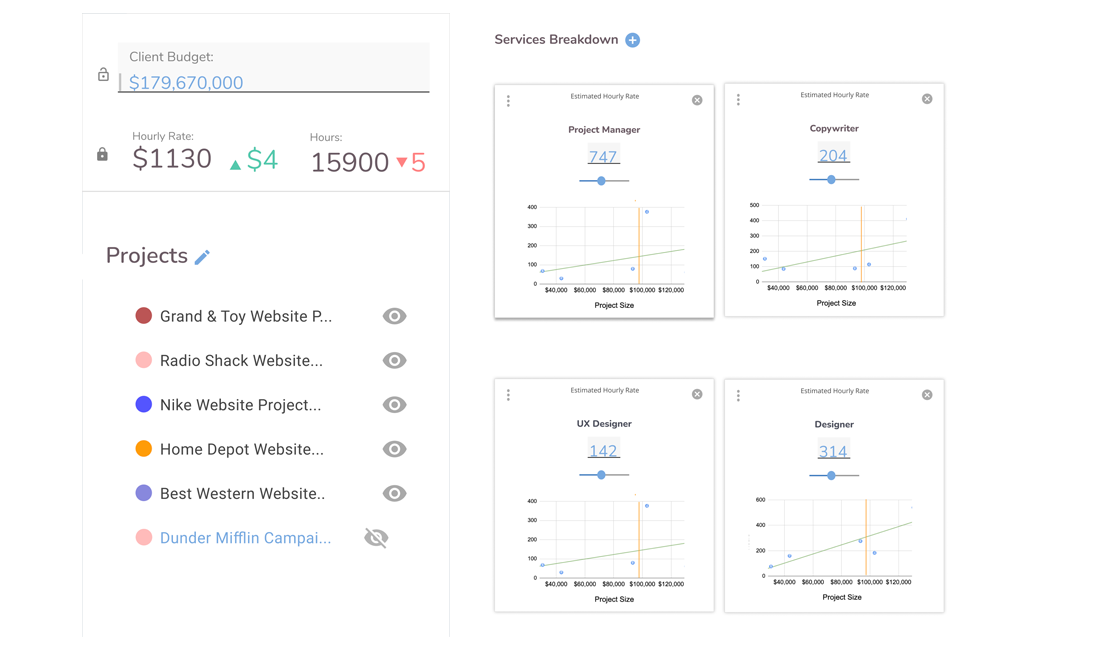 Client Budget:
$179,670,000
Hourly Rate:
$1130
$4
Hours:
15900
5
Projects
Grand & Toy Website P...
Radio Shack Website...
Nike Website Project...
Home Depot Website...
Best Western Website..
Dunder Mifflin Campai...
Services Breakdown
Estimated Hourly Rate
Project Manager
747
400
300
200
100
0
$40,000 $60,000 $80,000 $100,000 $120,000
Project Size
Estimated Hourly Rate
Copywriter
204
500
400
300
200
100
0
$40,000 $60,000 $80,000 $100,000 $120,000
Project Size
Estimated Hourly Rate
UX Designer
142
400
300
200
100
0
$40,000 $60,000 $80,000 $100,000 $120,000
Project Size
Estimated Hourly Rate
Designer
314
600
400
200
0
$40,000 $60,000 $80,000 $100,000 $120,000
Project Size